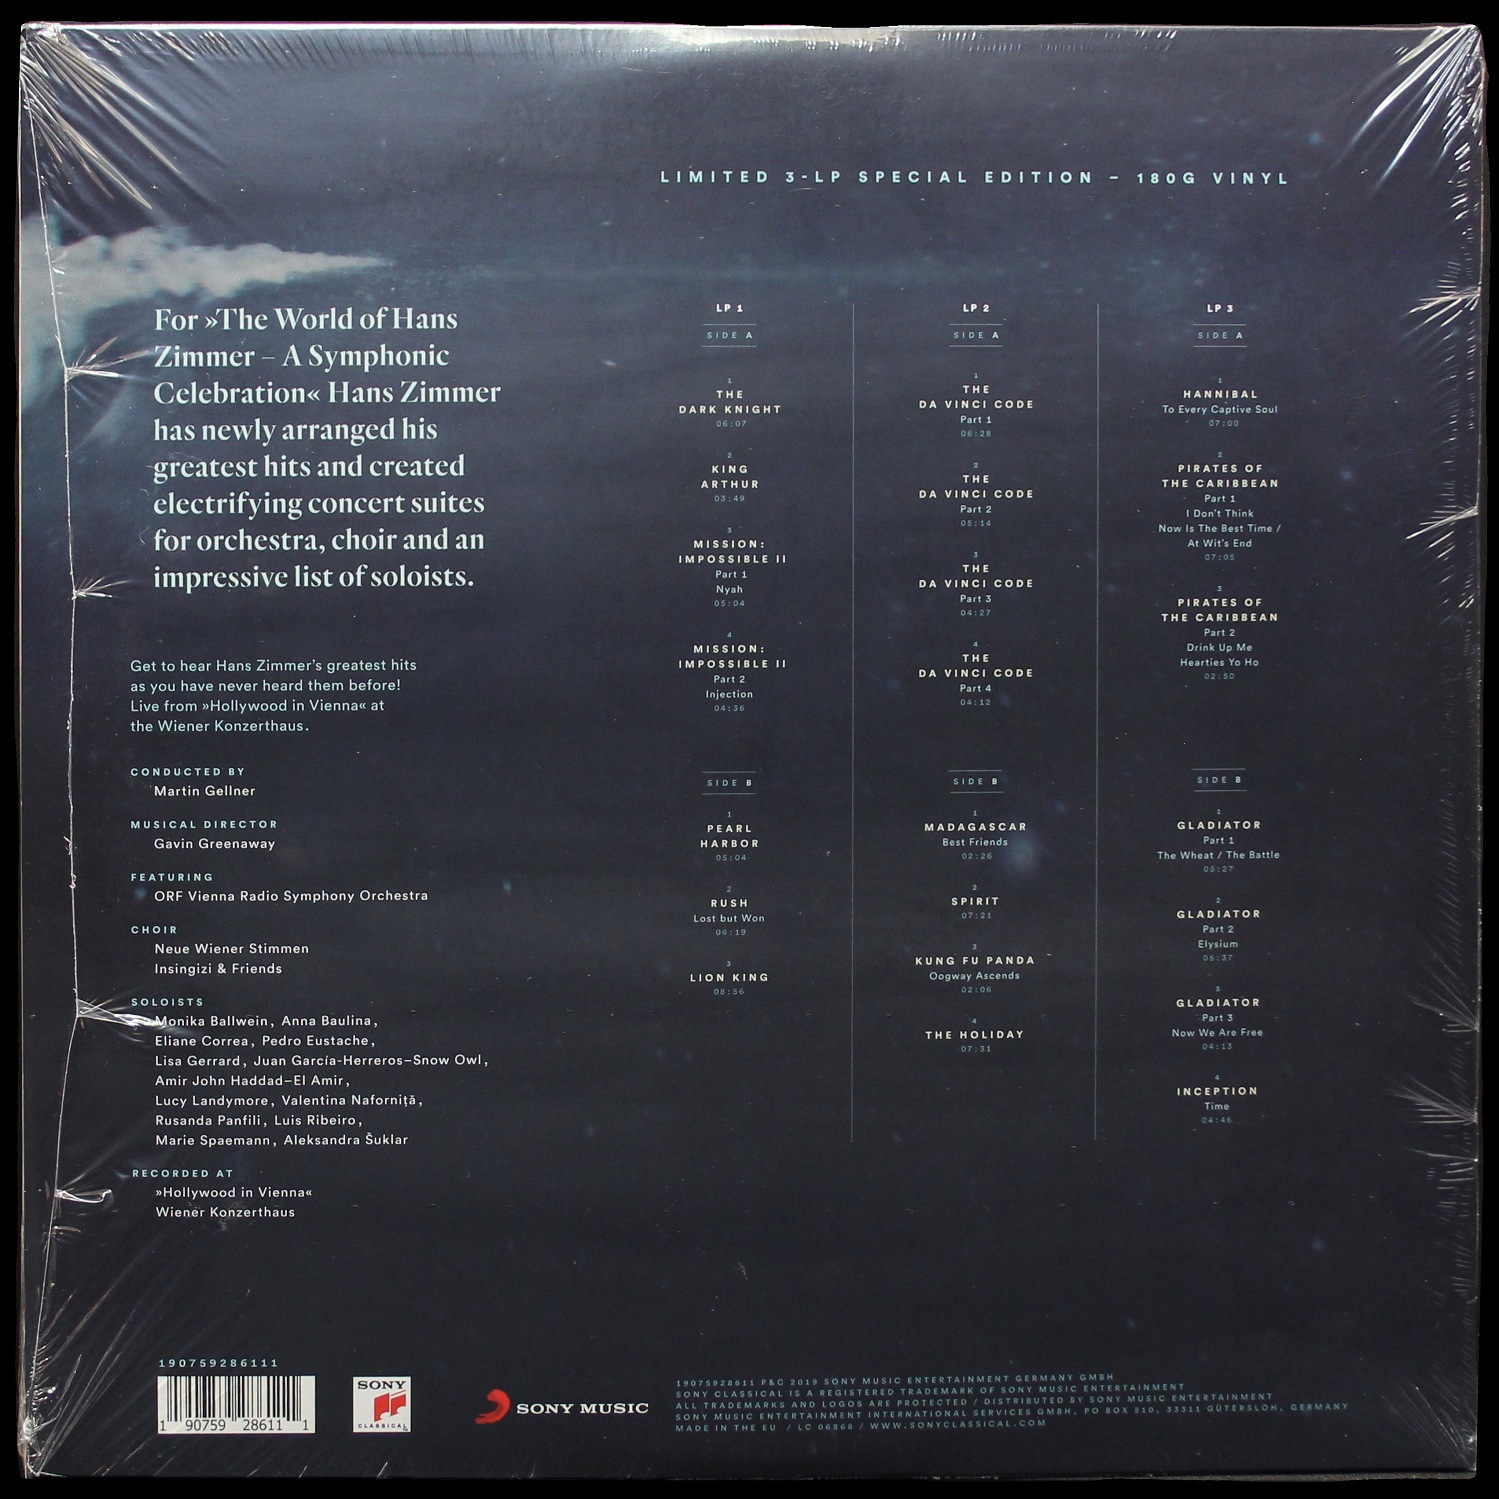 LIMITED 3-LP SPECIAL EDITION – 180G VINYL
For »The World of Hans
Zimmer – A Symphonic
Celebration« Hans Zimmer
has newly arranged his
greatest hits and created
electrifying concert suites
for orchestra, choir and an
impressive list of soloists.
Get to hear Hans Zimmer's greatest hits
as you have never heard them before!
Live from »Hollywood in Vienna« at
the Wiener Konzerthaus.
CONDUCTED BY
Martin Gellner
MUSICAL DIRECTOR
Gavin Greenaway
FEATURING
ORF Vienna Radio Symphony Orchestra
CHOIR
Neue Wiener Stimmen
Insingizi & Friends
SOLOISTS
Monika Ballwein, Anna Baulina,
Eliane Correa, Pedro Eustache,
Lisa Gerrard, Juan García-Herreros–Snow Owl,
Amir John Haddad–El Amir,
Lucy Landymore, Valentina Naforniţă,
Rusanda Panfili, Luis Ribeiro,
Marie Spaemann, Aleksandra Šuklar
RECORDED AT
»Hollywood in Vienna«
Wiener Konzerthaus
LP 1
SIDE A
1
THE
DARK KNIGHT
06:07
2
KING
ARTHUR
03:49
3
MISSION:
IMPOSSIBLE II
Part 1
Nyah
05:04
4
MISSION:
IMPOSSIBLE II
Part 2
Injection
04:36
SIDE B
1
PEARL
HARBOR
05:04
2
RUSH
Lost but Won
06:19
3
LION KING
08:56
LP 2
SIDE A
1
THE
DA VINCI CODE
Part 1
06:28
2
THE
DA VINCI CODE
Part 2
05:14
3
THE
DA VINCI CODE
Part 3
04:27
4
THE
DA VINCI CODE
Part 4
04:12
SIDE B
1
MADAGASCAR
Best Friends
02:26
2
SPIRIT
07:21
3
KUNG FU PANDA
Oogway Ascends
02:06
4
THE HOLIDAY
07:31
LP 3
SIDE A
1
HANNIBAL
To Every Captive Soul
07:00
2
PIRATES OF
THE CARIBBEAN
Part 1
I Don't Think
Now Is The Best Time /
At Wit's End
07:05
3
PIRATES OF
THE CARIBBEAN
Part 2
Drink Up Me
Hearties Yo Ho
02:50
SIDE B
1
GLADIATOR
Part 1
The Wheat / The Battle
05:27
2
GLADIATOR
Part 2
Elysium
05:37
3
GLADIATOR
Part 3
Now We Are Free
04:13
4
INCEPTION
Time
04:46
190759286111
1 90759 28611 1
SONY
CLASSICAL
SONY MUSIC
19075928611 P&C 2019 SONY MUSIC ENTERTAINMENT GERMANY GMBH
SONY CLASSICAL IS A REGISTERED TRADEMARK OF SONY MUSIC ENTERTAINMENT
ALL TRADEMARKS AND LOGOS ARE PROTECTED / DISTRIBUTED BY SONY MUSIC ENTERTAINMENT
SONY MUSIC ENTERTAINMENT INTERNATIONAL SERVICES GMBH, PO BOX 510, 33311 GÜTERSLOH, GERMANY
MADE IN THE EU / LC 06868 / WWW.SONYCLASSICAL.COM